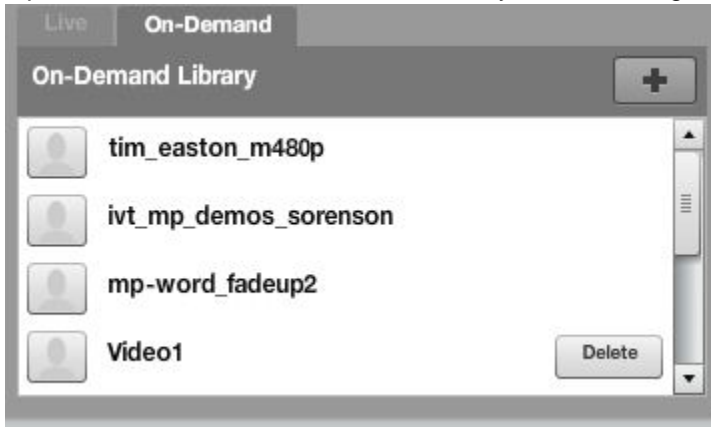 Live On-Demand
On-Demand Library
tim_easton_m480p
ivt_mp_demos_sorenson
mp-word_fadeup2
Video1 Delete